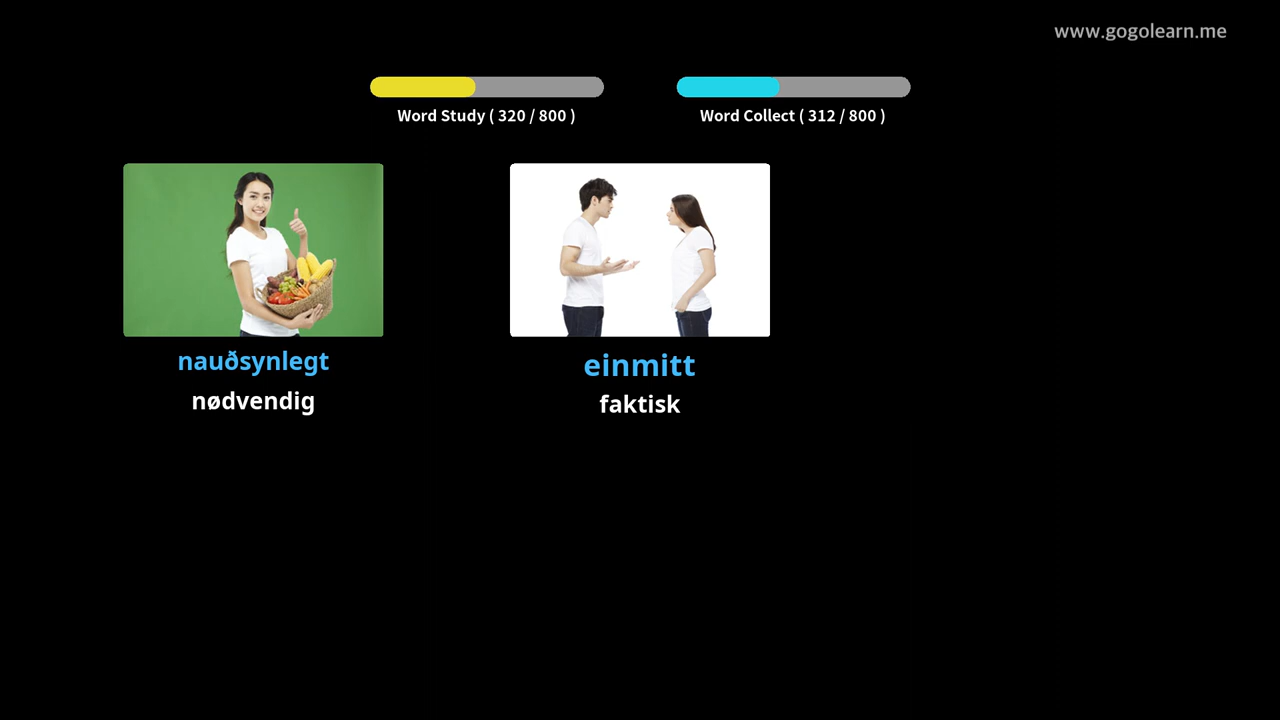 www.gogolearn.me
Word Study ( 320 / 800 )
Word Collect ( 312 / 800 )
nauðsynlegt
nødvendig
einmitt
faktisk